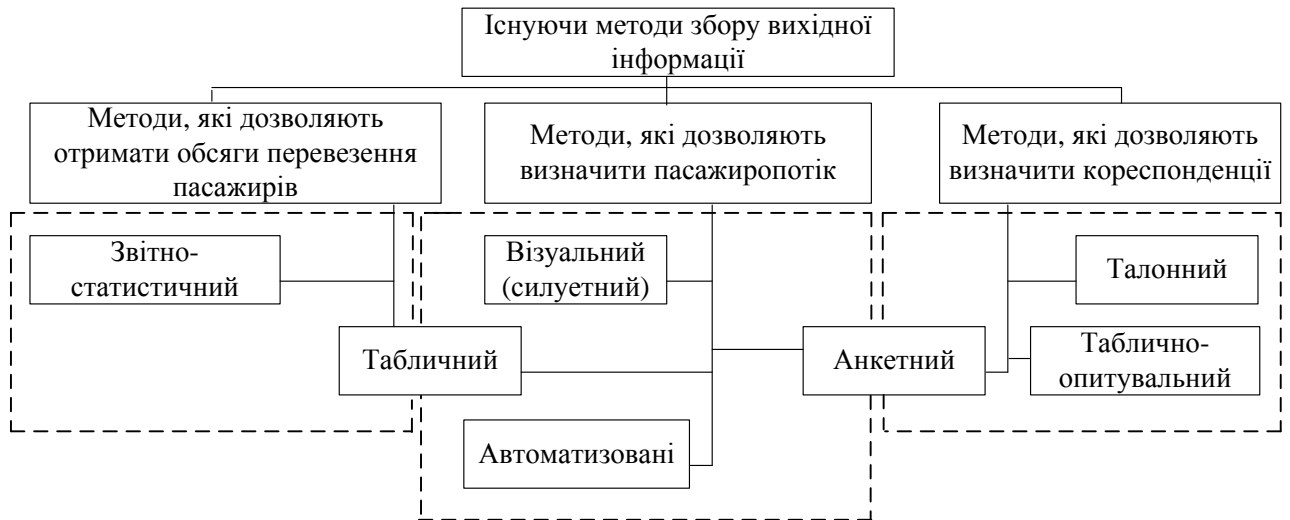 Існуючи методи збору вихідної
інформації
Методи, які дозволяють
отримати обсяги перевезення
пасажирів
Методи, які дозволяють
визначити пасажиропотік
Методи, які дозволяють
визначити кореспонденції
Звітно-
статистичний
Візуальний
(силуетний)
Талонний
Табличний
Анкетний
Таблично-
опитувальний
Автоматизовані